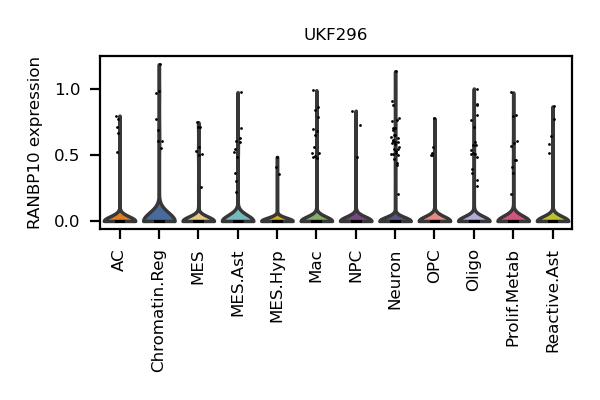 UKF296
RANBP10 expression
1.0
0.5
0.0
AC
Chromatin.Reg
MES
MES.Ast
MES.Hyp
Mac
NPC
Neuron
OPC
Oligo
Prolif.Metab
Reactive.Ast